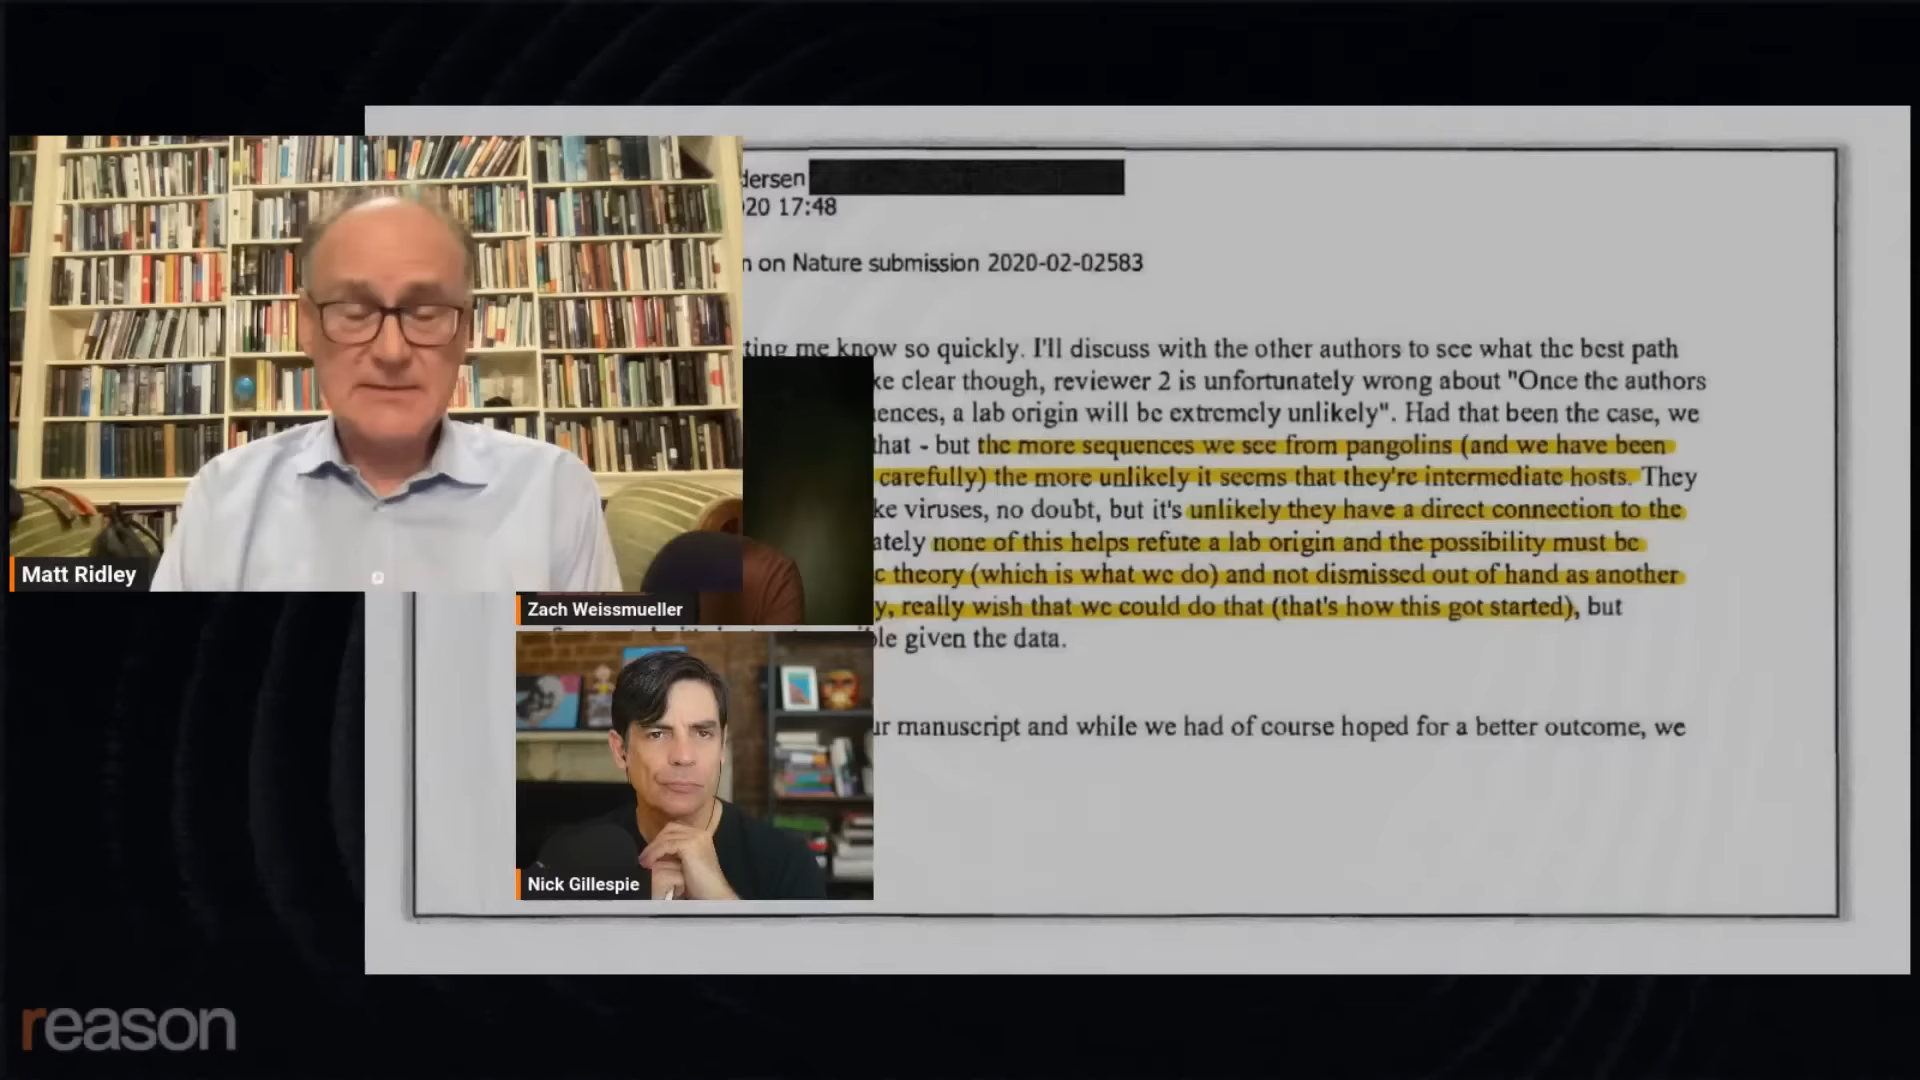 dersen
20 17:48
n on Nature submission 2020-02-02583
ting me know so quickly. I'll discuss with the other authors to see what the best path
ke clear though, reviewer 2 is unfortunately wrong about "Once the authors
ences, a lab origin will be extremely unlikely". Had that been the case, we
hat - but the more sequences we see from pangolins (and we have been
carefully) the more unlikely it seems that they're intermediate hosts. They
ke viruses, no doubt, but it's unlikely they have a direct connection to the
ately none of this helps refute a lab origin and the possibility must be
c theory (which is what we do) and not dismissed out of hand as another
y, really wish that we could do that (that's how this got started), but
le given the data.
ur manuscript and while we had of course hoped for a better outcome, we
Matt Ridley
Zach Weissmueller
Nick Gillespie
reason